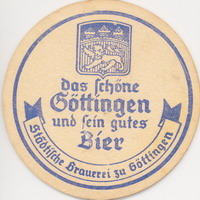 das schöne
Göttingen
und sein gutes
Bier
Städtische Brauerei zu Göttingen